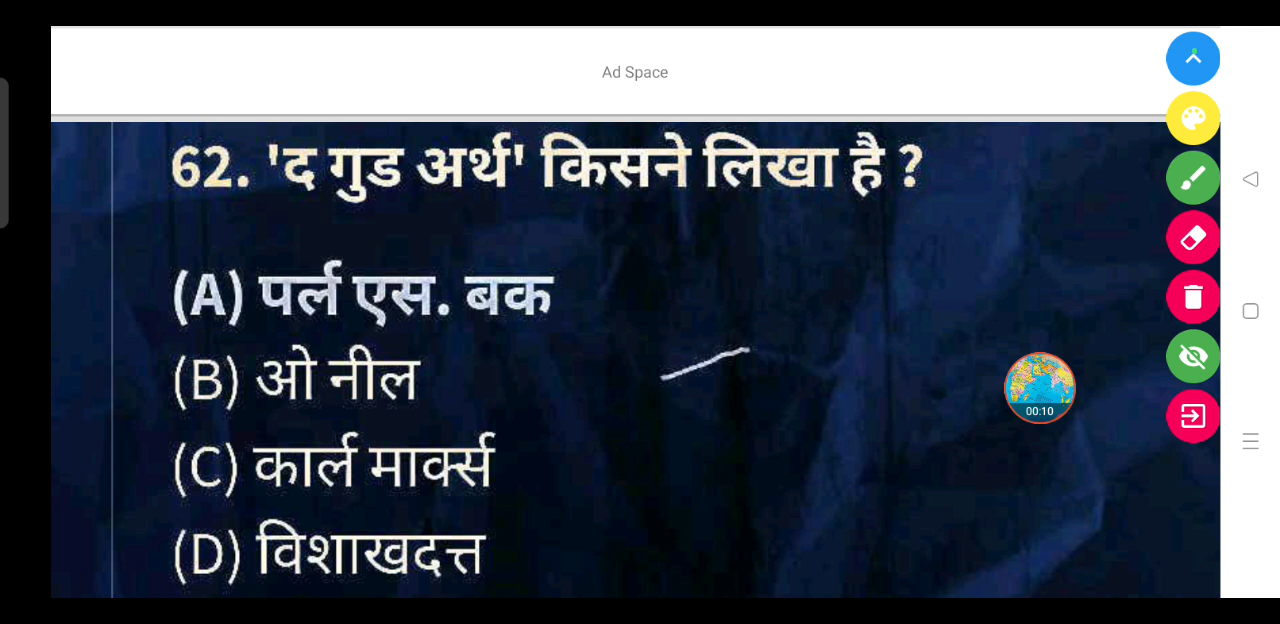 Ad Space
62. 'द गुड अर्थ' किसने लिखा है ?
(A) पर्ल एस. बक
(B) ओ नील
(C) कार्ल मार्क्स
(D) विशाखदत्त
00:10